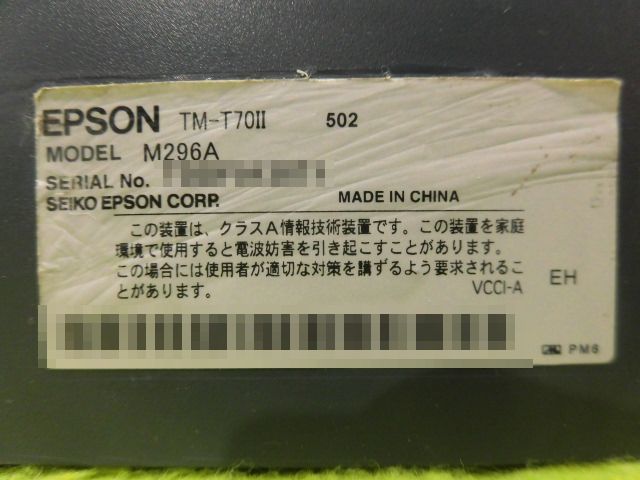 EPSON TM-T70II 502
MODEL M296A
SERIAL No.
SEIKO EPSON CORP. MADE IN CHINA
この装置は、クラスA情報技術装置です。この装置を家庭
環境で使用すると電波妨害を引き起こすことがあります。
この場合には使用者が適切な対策を講ずるよう要求されるこ
とがあります。 VCCI-A
EH
PM6